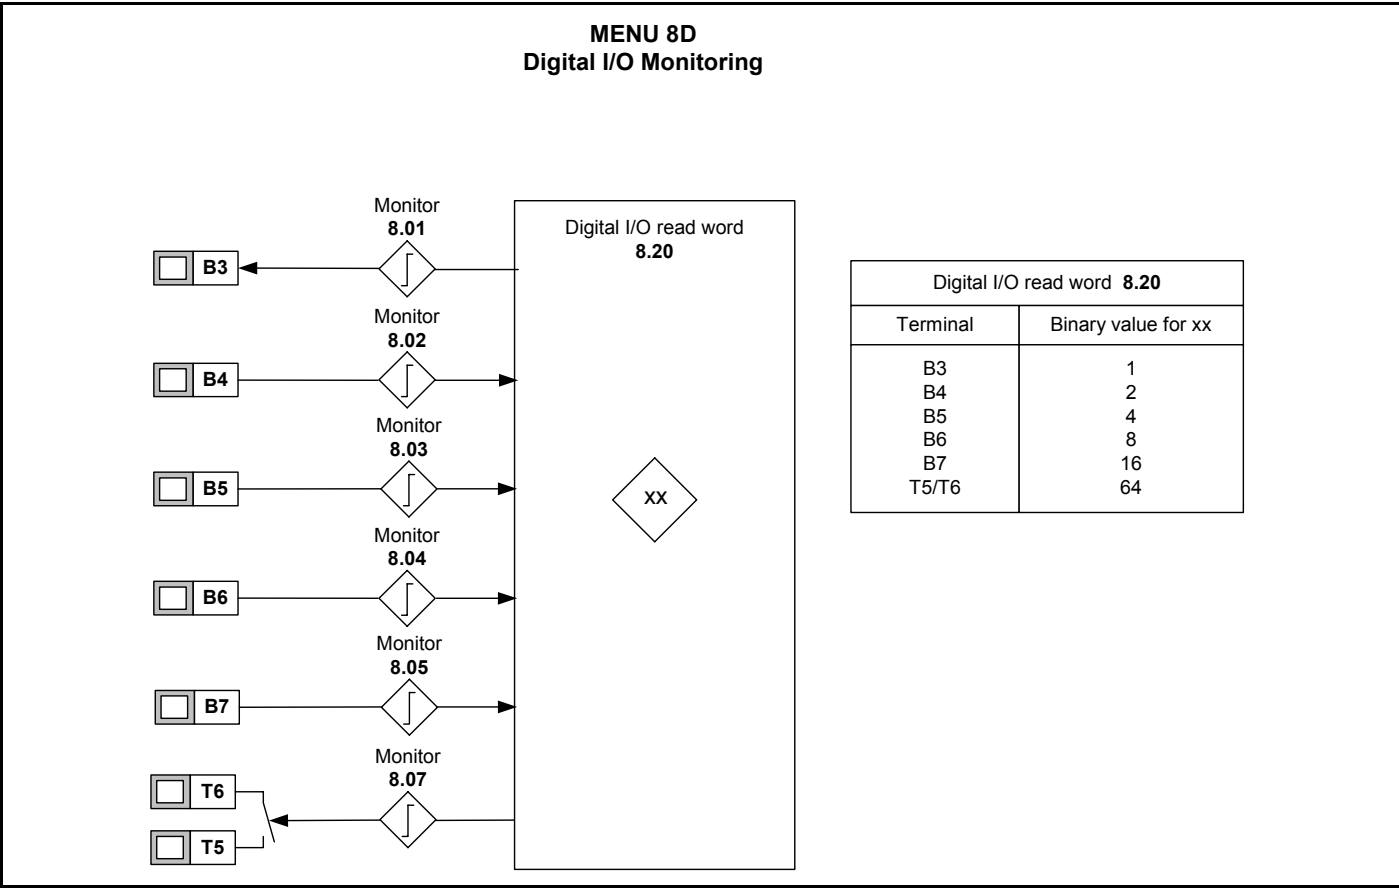 MENU 8D
Digital I/O Monitoring
Monitor
8.01
B3
Monitor
8.02
B4
Monitor
8.03
B5
Monitor
8.04
B6
Monitor
8.05
B7
Monitor
8.07
T6
T5
Digital I/O read word
8.20
XX
Digital I/O read word 8.20
Terminal Binary value for xx
B3 1
B4 2
B5 4
B6 8
B7 16
T5/T6 64